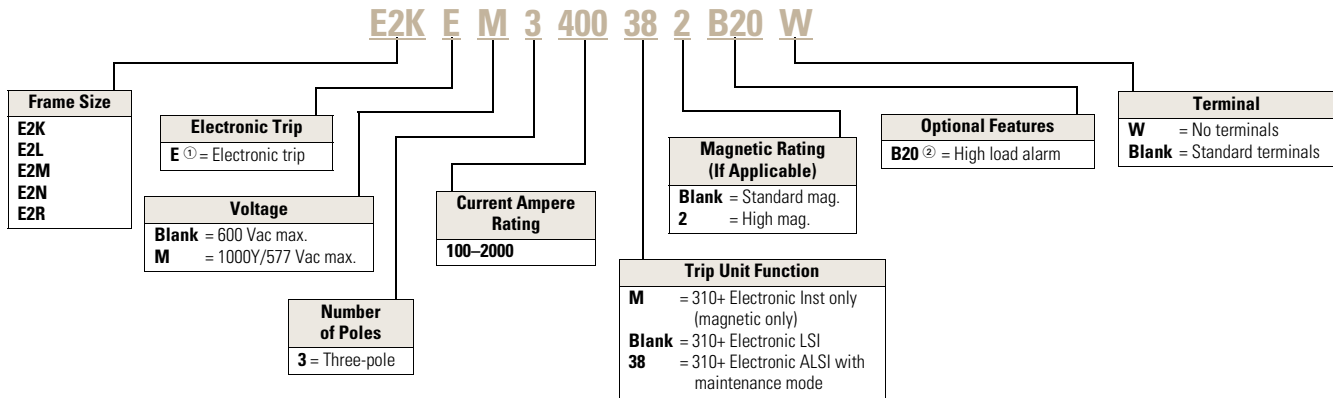 E2K E M 3 400 38 2 B20 W
Frame Size
E2K
E2L
E2M
E2N
E2R
Electronic Trip
E ① = Electronic trip
Voltage
Blank = 600 Vac max.
M = 1000Y/577 Vac max.
Number
of Poles
3 = Three-pole
Current Ampere
Rating
100–2000
Trip Unit Function
M = 310+ Electronic Inst only
(magnetic only)
Blank = 310+ Electronic LSI
38 = 310+ Electronic ALSI with
maintenance mode
Magnetic Rating
(If Applicable)
Blank = Standard mag.
2 = High mag.
Optional Features
B20 ② = High load alarm
Terminal
W = No terminals
Blank = Standard terminals